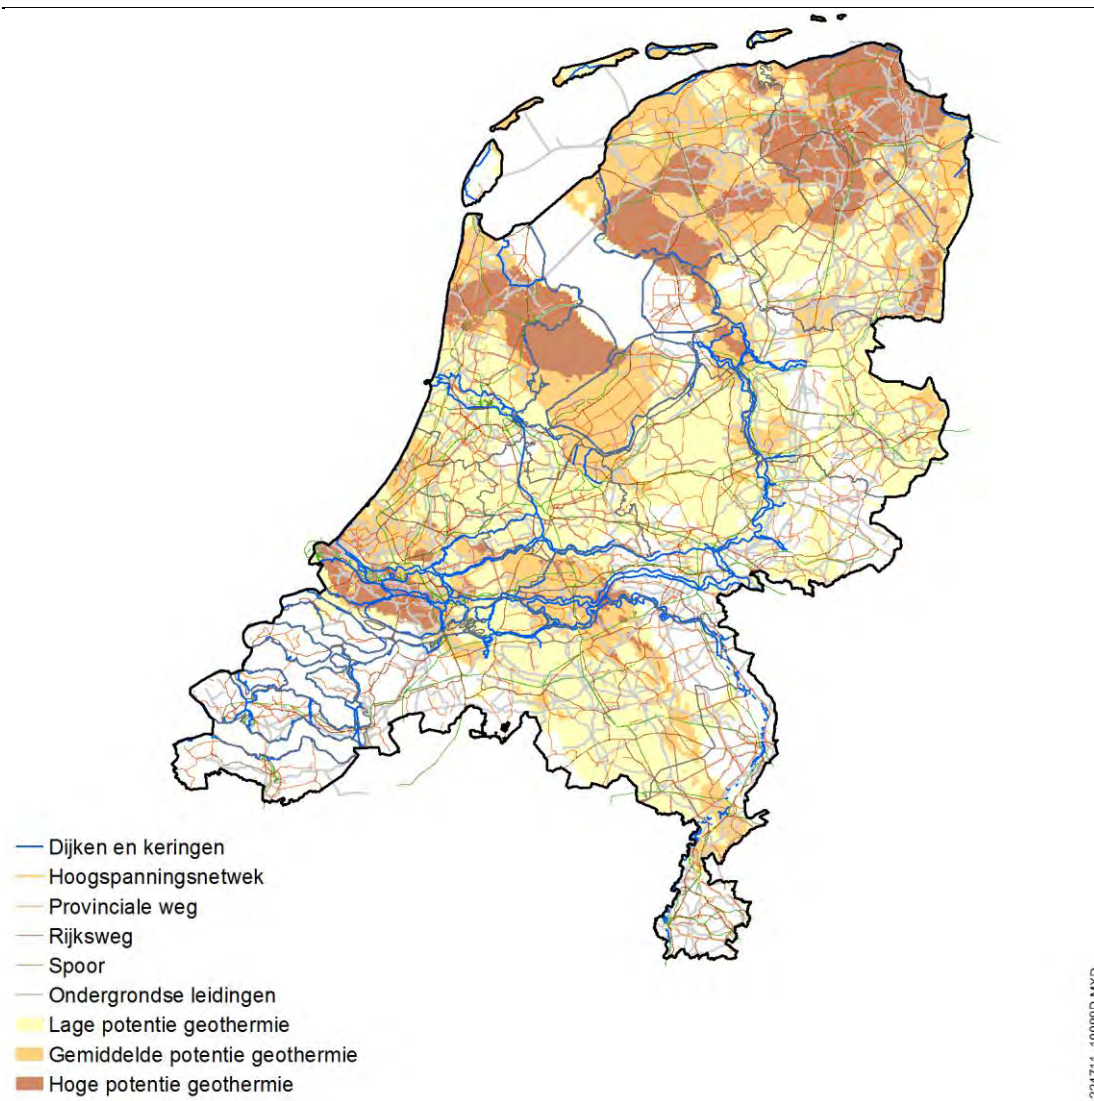 Dijken en keringen
Hoogspanningsnetwek
Provinciale weg
Rijksweg
Spoor
Ondergrondse leidingen
Lage potentie geothermie
Gemiddelde potentie geothermie
Hoge potentie geothermie